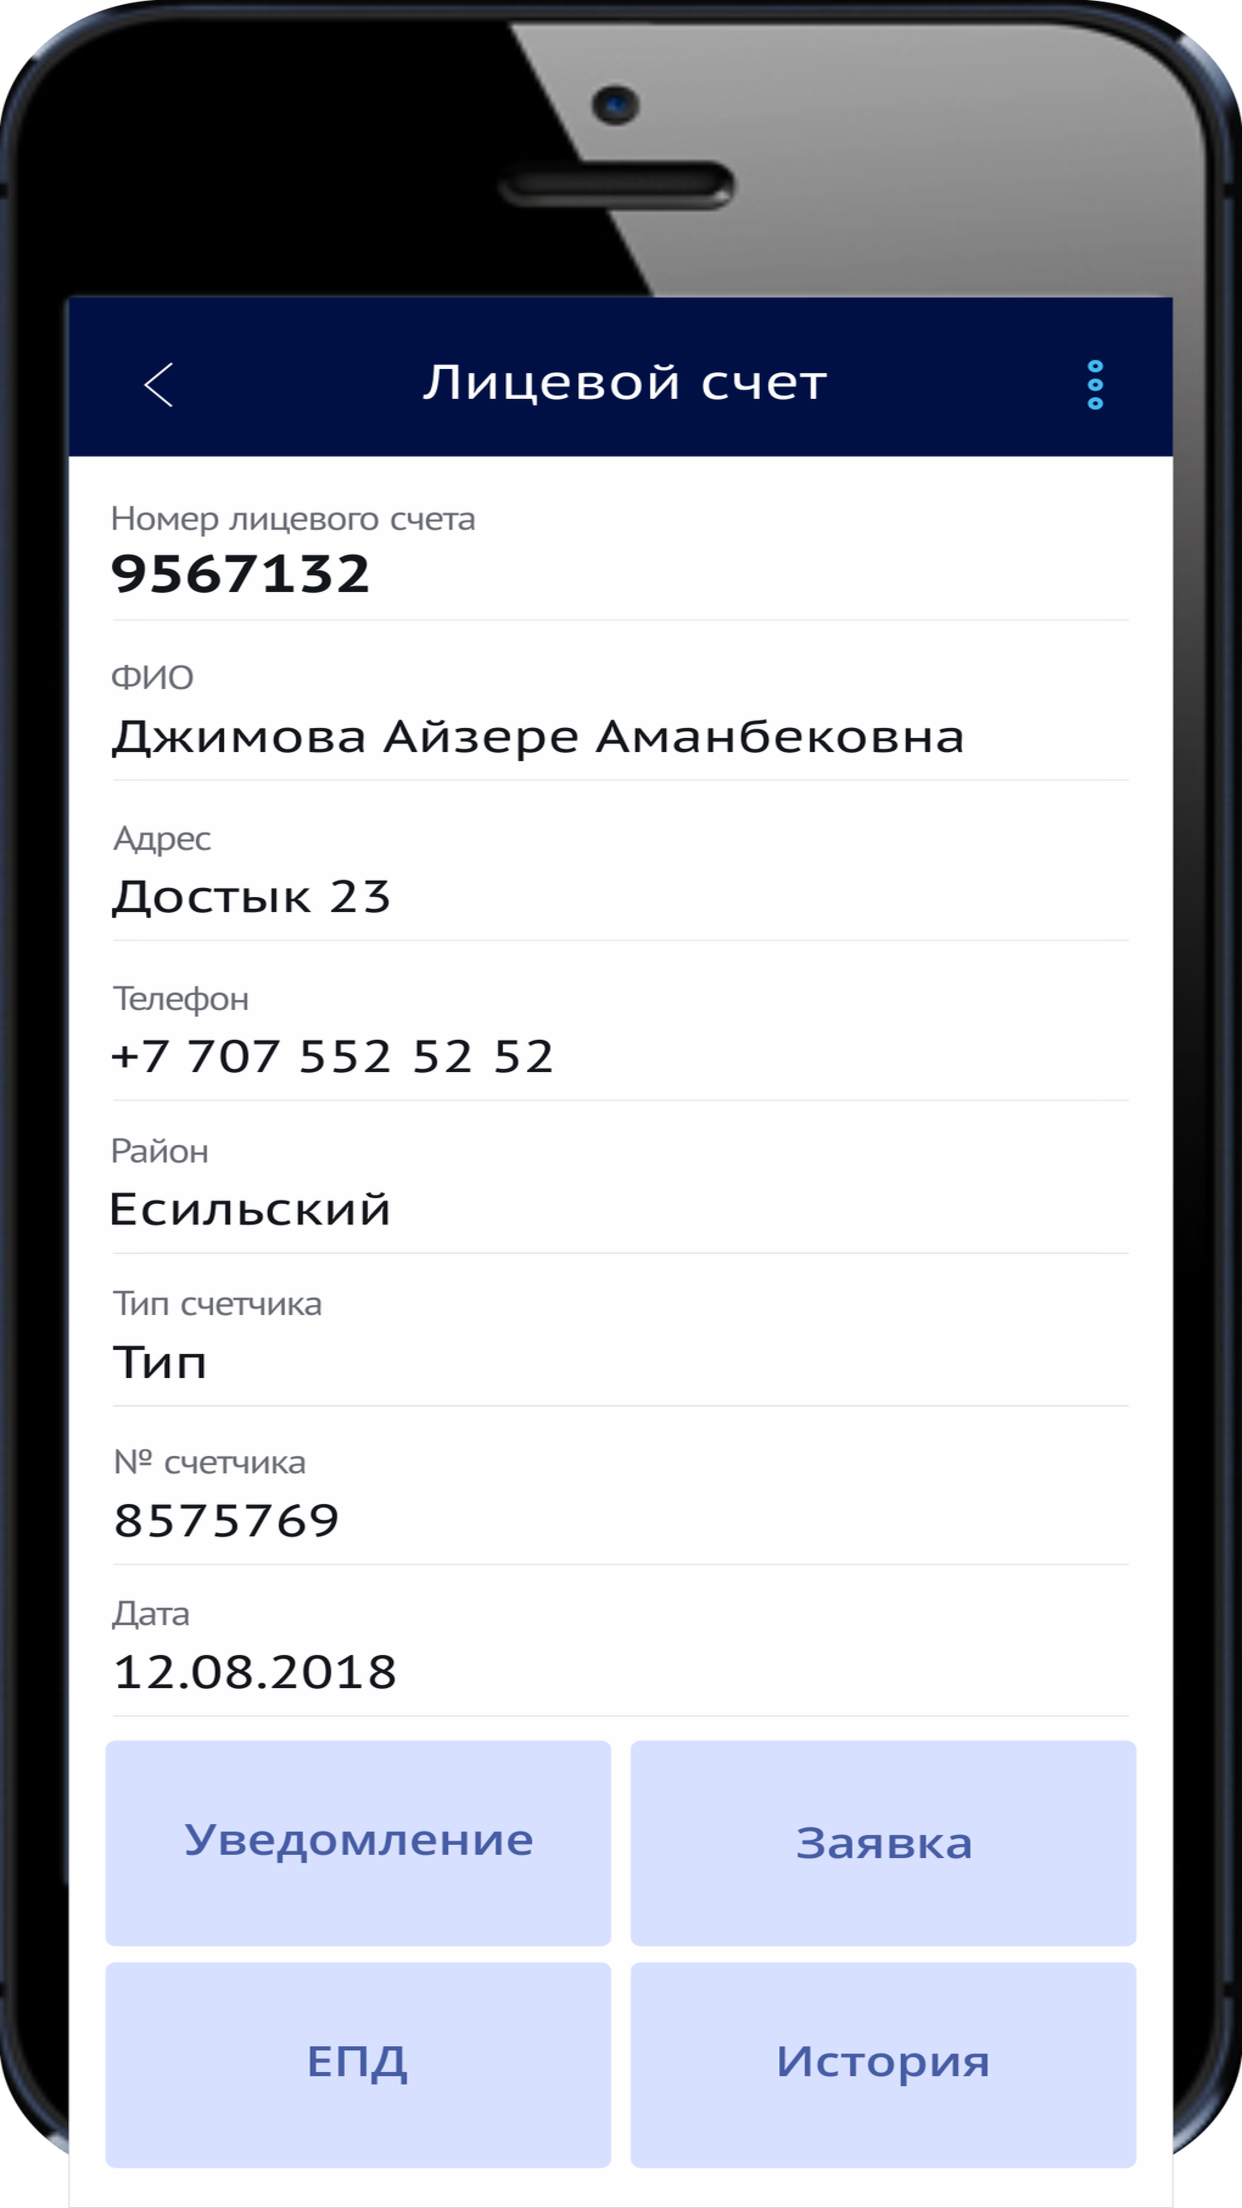 Лицевой счет
Номер лицевого счета
9567132
ФИО
Джимова Айзере Аманбековна
Адрес
Достык 23
Телефон
+7 707 552 52 52
Район
Есильский
Тип счетчика
Тип
№ счетчика
8575769
Дата
12.08.2018
Уведомление
Заявка
ЕПД
История